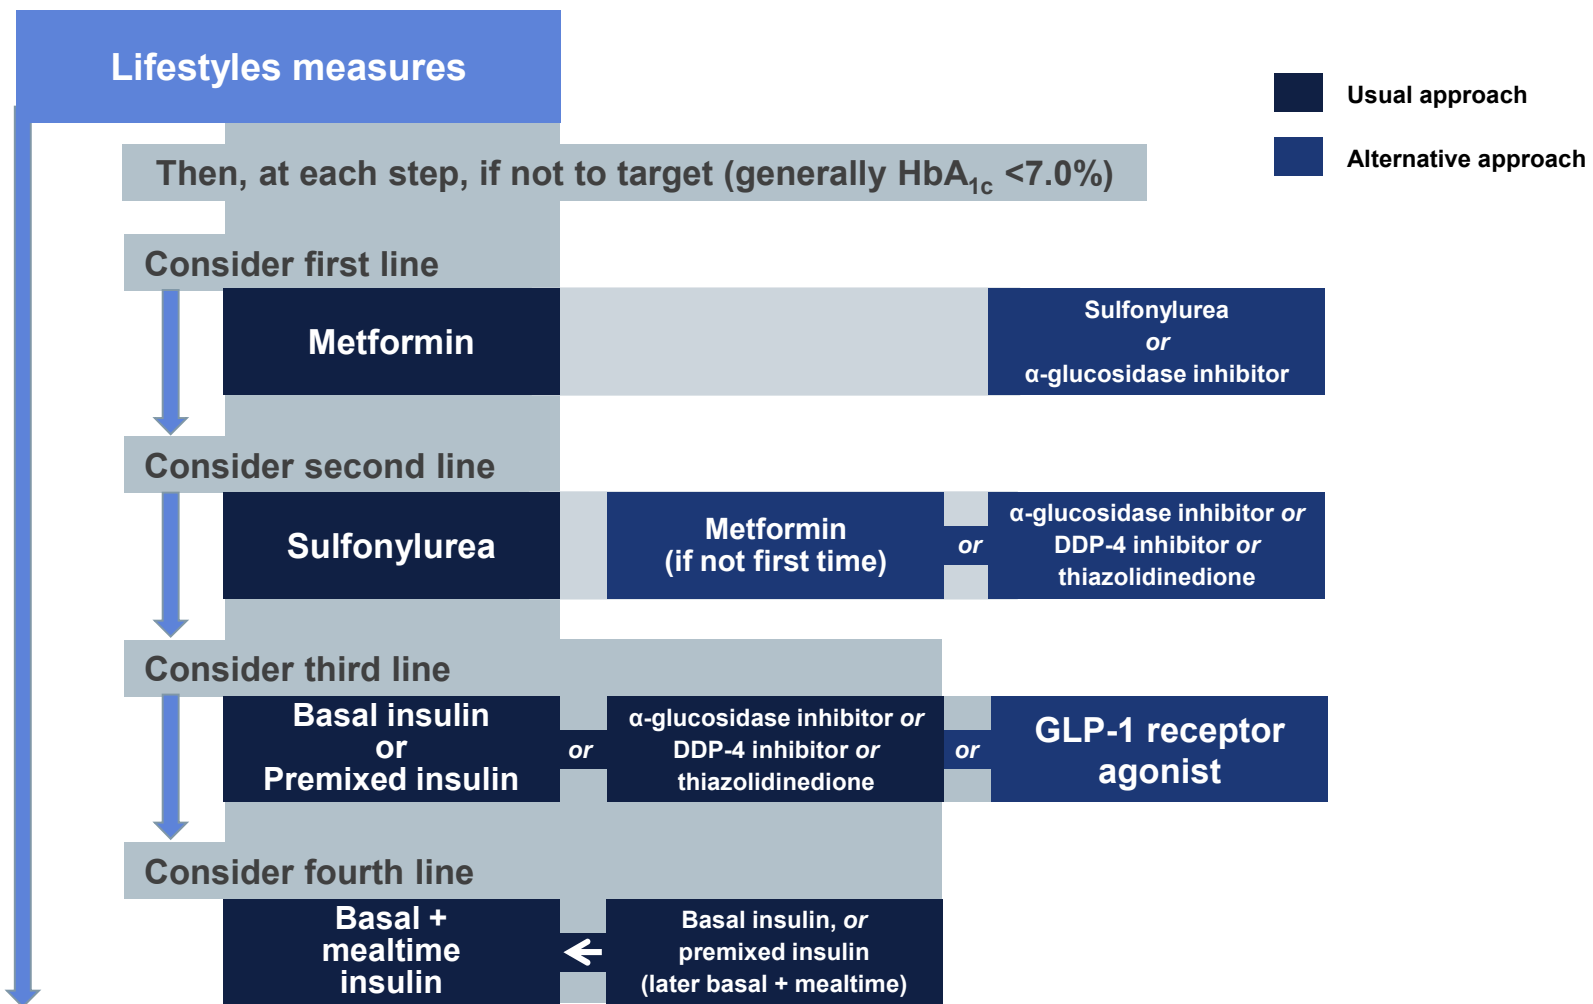 Lifestyles measures
Usual approach
Alternative approach
Then, at each step, if not to target (generally HbA1c <7.0%)
Consider first line
Metformin
Sulfonylurea
or
α-glucosidase inhibitor
Consider second line
Sulfonylurea
Metformin
(if not first time)
or
α-glucosidase inhibitor or
DDP-4 inhibitor or
thiazolidinedione
Consider third line
Basal insulin
or
Premixed insulin
or
α-glucosidase inhibitor or
DDP-4 inhibitor or
thiazolidinedione
or
GLP-1 receptor
agonist
Consider fourth line
Basal +
mealtime
insulin
Basal insulin, or
premixed insulin
(later basal + mealtime)